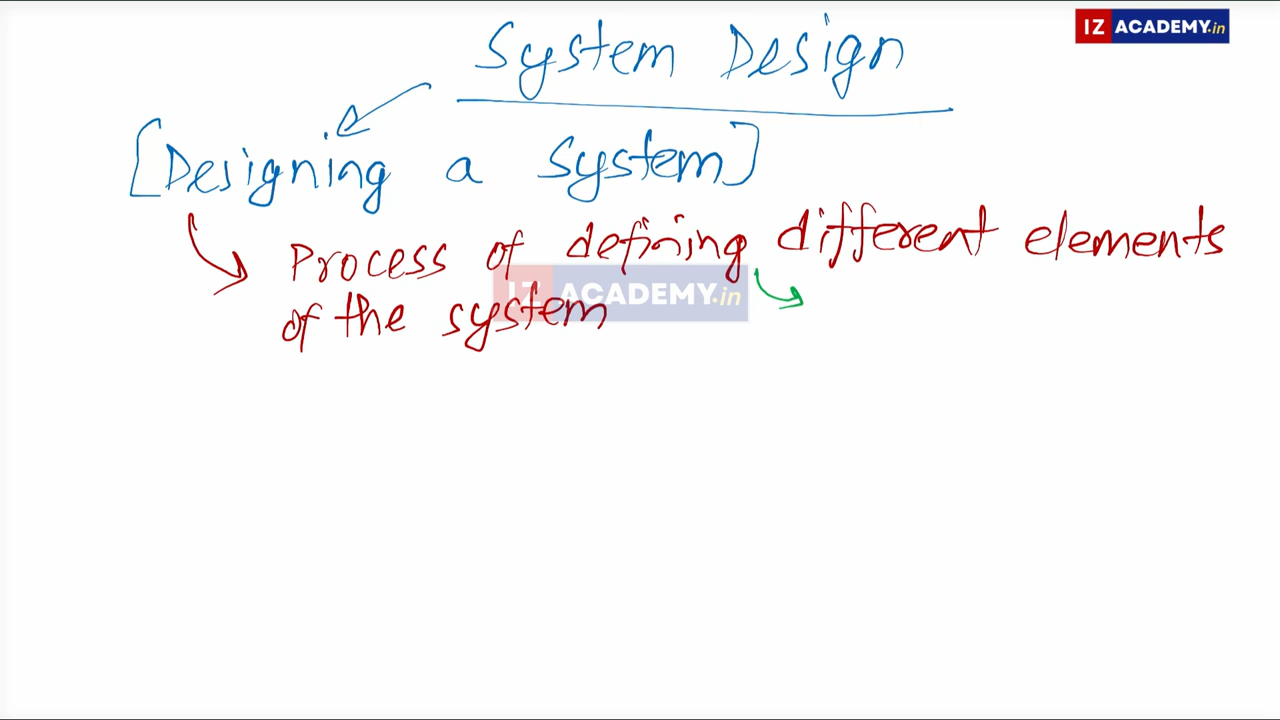 IZ ACADEMY.in
System Design
[Designing a system]
Process of defining different elements
of the system
IZ ACADEMY.in